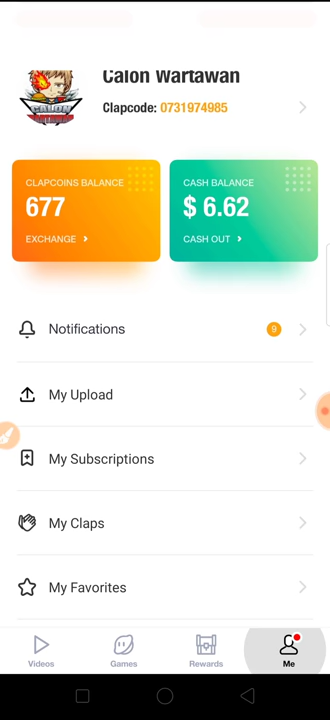 Calon Wartawan
Clapcode: 0731974985
CLAPCOINS BALANCE
677
EXCHANGE
CASH BALANCE
$ 6.62
CASH OUT
Notifications
9
My Upload
My Subscriptions
My Claps
My Favorites
Videos
Games
Rewards
Me